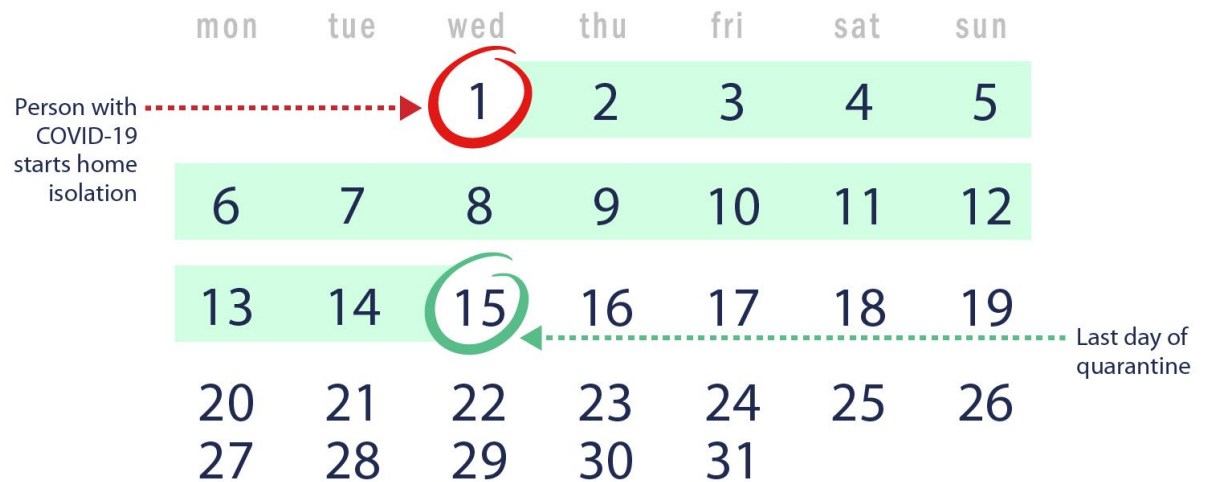 mon tue wed thu fri sat sun
1 2 3 4 5
Person with
COVID-19
starts home
isolation
6 7 8 9 10 11 12
13 14 15 16 17 18 19
Last day of
quarantine
20 21 22 23 24 25 26
27 28 29 30 31